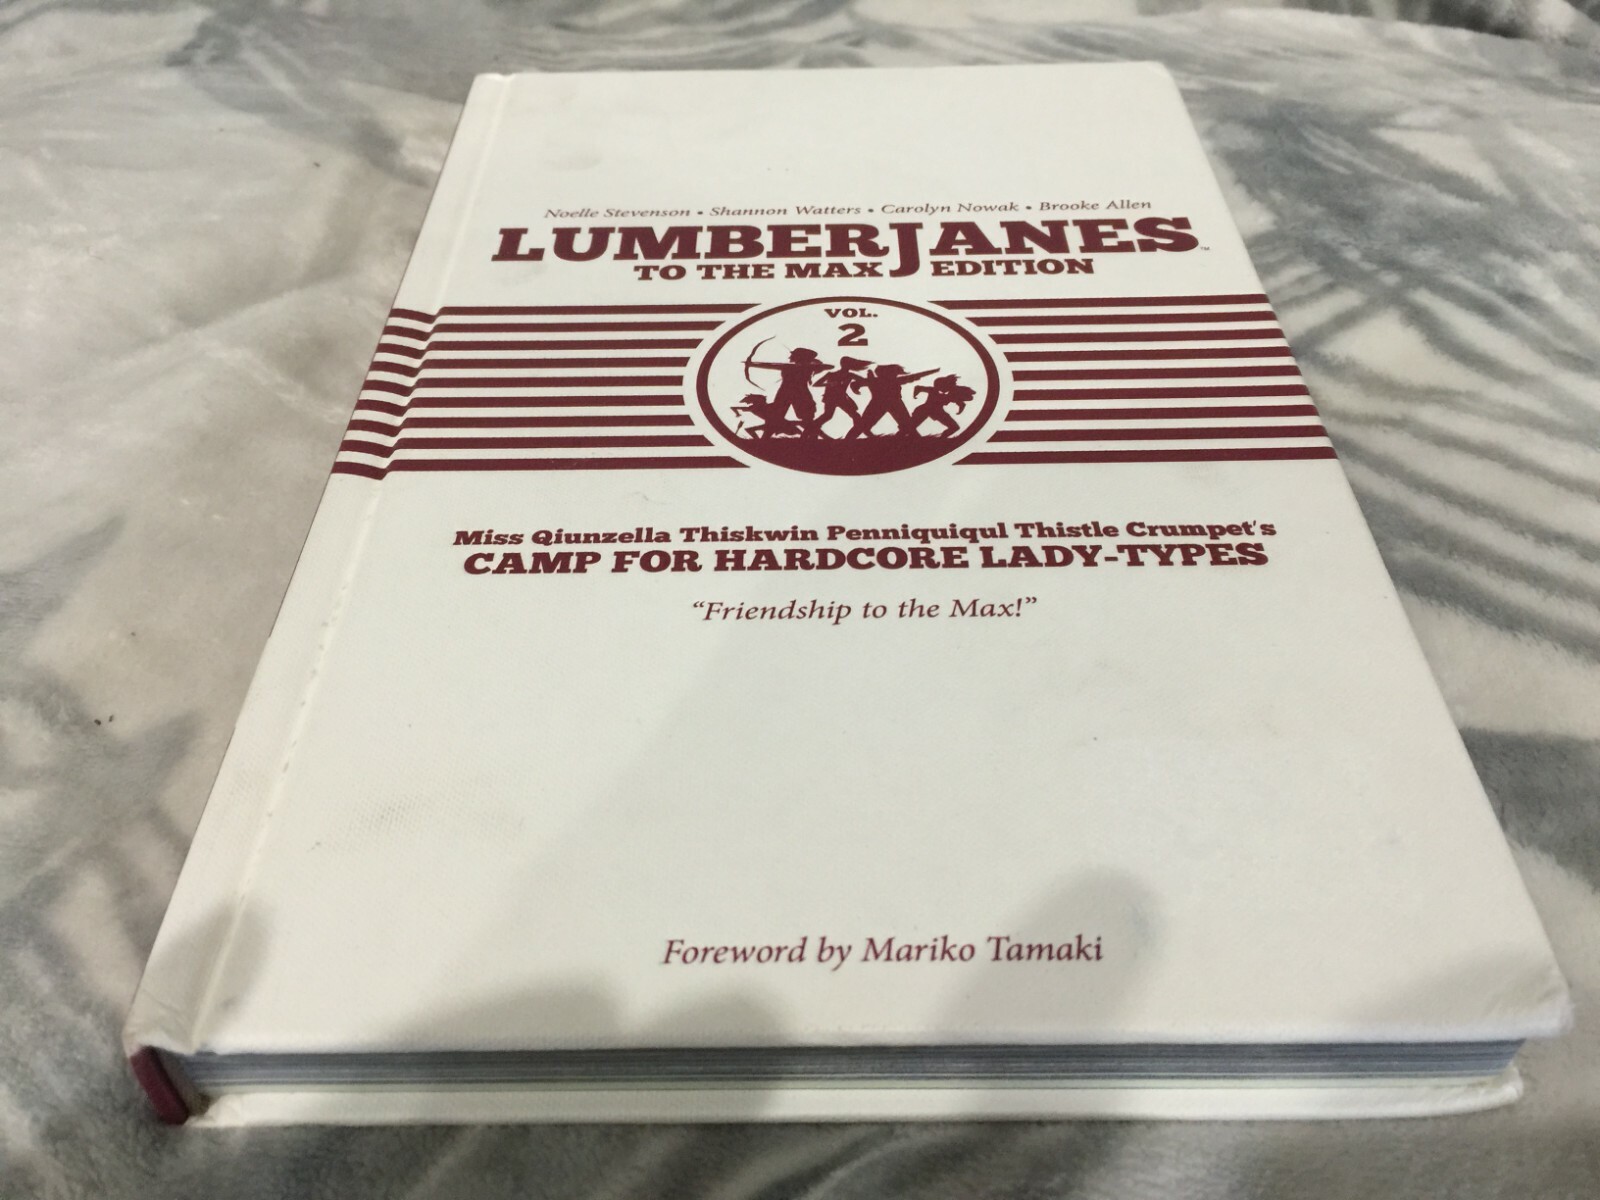 Noelle Stevenson • Shannon Watters • Carolyn Nowak • Brooke Allen
LUMBERJANES™
TO THE MAX EDITION
VOL.
2
Miss Qiunzella Thiskwin Penniquiqul Thistle Crumpet's
CAMP FOR HARDCORE LADY-TYPES
“Friendship to the Max!”
Foreword by Mariko Tamaki